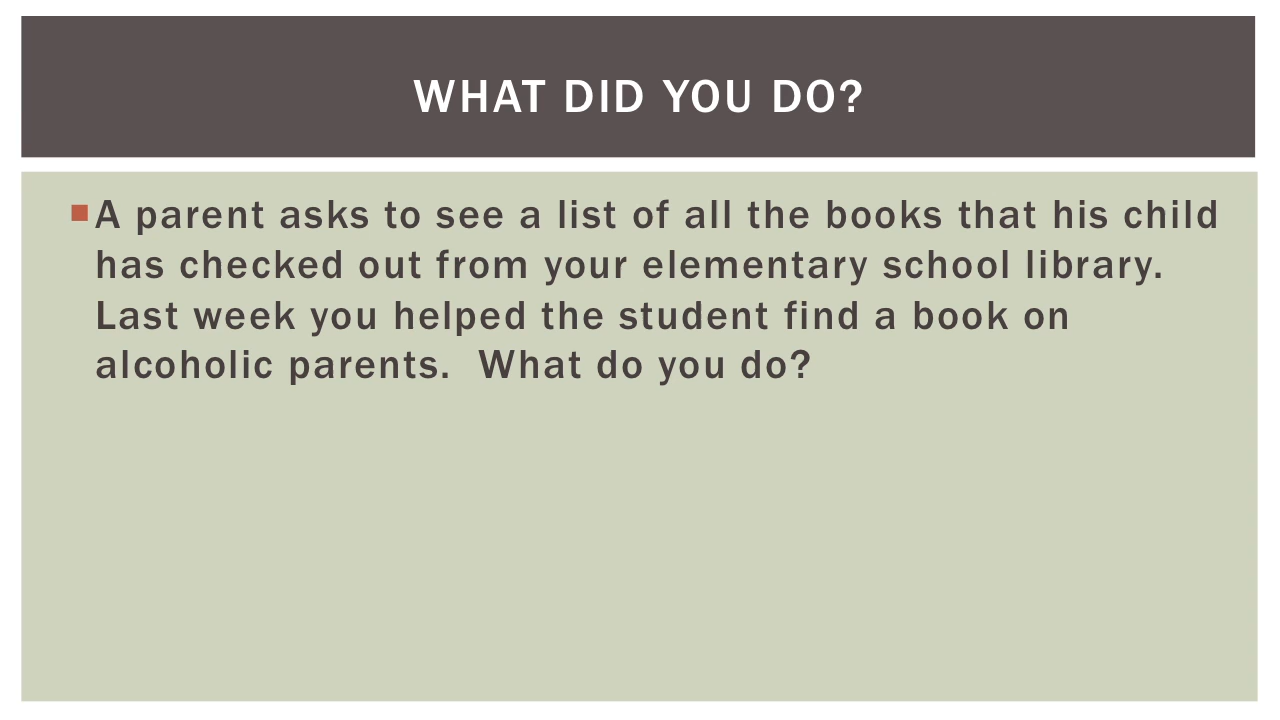 WHAT DID YOU DO?
A parent asks to see a list of all the books that his child
has checked out from your elementary school library.
Last week you helped the student find a book on
alcoholic parents.  What do you do?